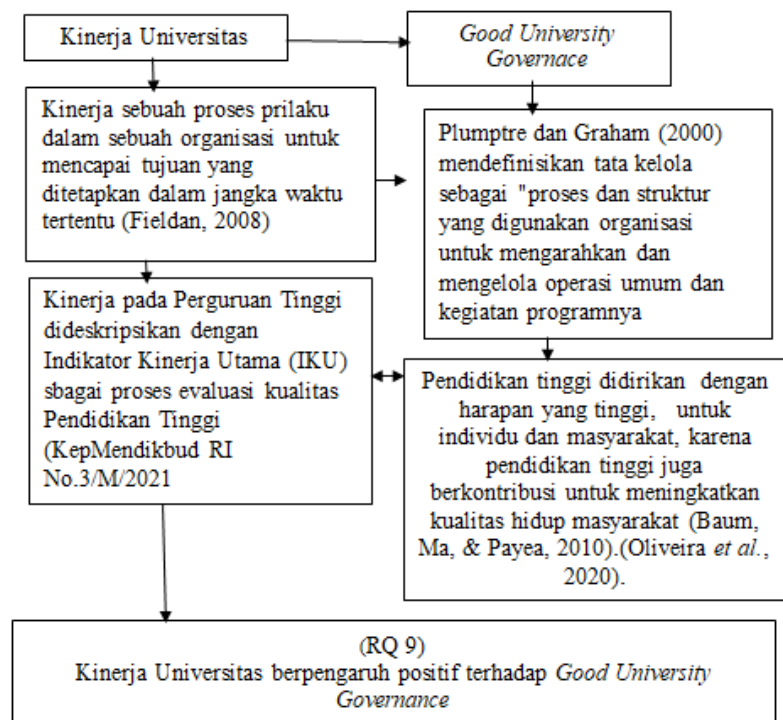 Kinerja Universitas
Good University
Governace
Kinerja sebuah proses prilaku
dalam sebuah organisasi untuk
mencapai tujuan yang
ditetapkan dalam jangka waktu
tertentu (Fieldan, 2008)
Plumptre dan Graham (2000)
mendefinisikan tata kelola
sebagai "proses dan struktur
yang digunakan organisasi
untuk mengarahkan dan
mengelola operasi umum dan
kegiatan programnya
Kinerja pada Perguruan Tinggi
dideskripsikan dengan
Indikator Kinerja Utama (IKU)
sbagai proses evaluasi kualitas
Pendidikan Tinggi
(KepMendikbud RI
No.3/M/2021
Pendidikan tinggi didirikan dengan
harapan yang tinggi, untuk
individu dan masyarakat, karena
pendidikan tinggi juga
berkontribusi untuk meningkatkan
kualitas hidup masyarakat (Baum,
Ma, & Payea, 2010).(Oliveira et al.,
2020).
(RQ 9)
Kinerja Universitas berpengaruh positif terhadap Good University
Governance